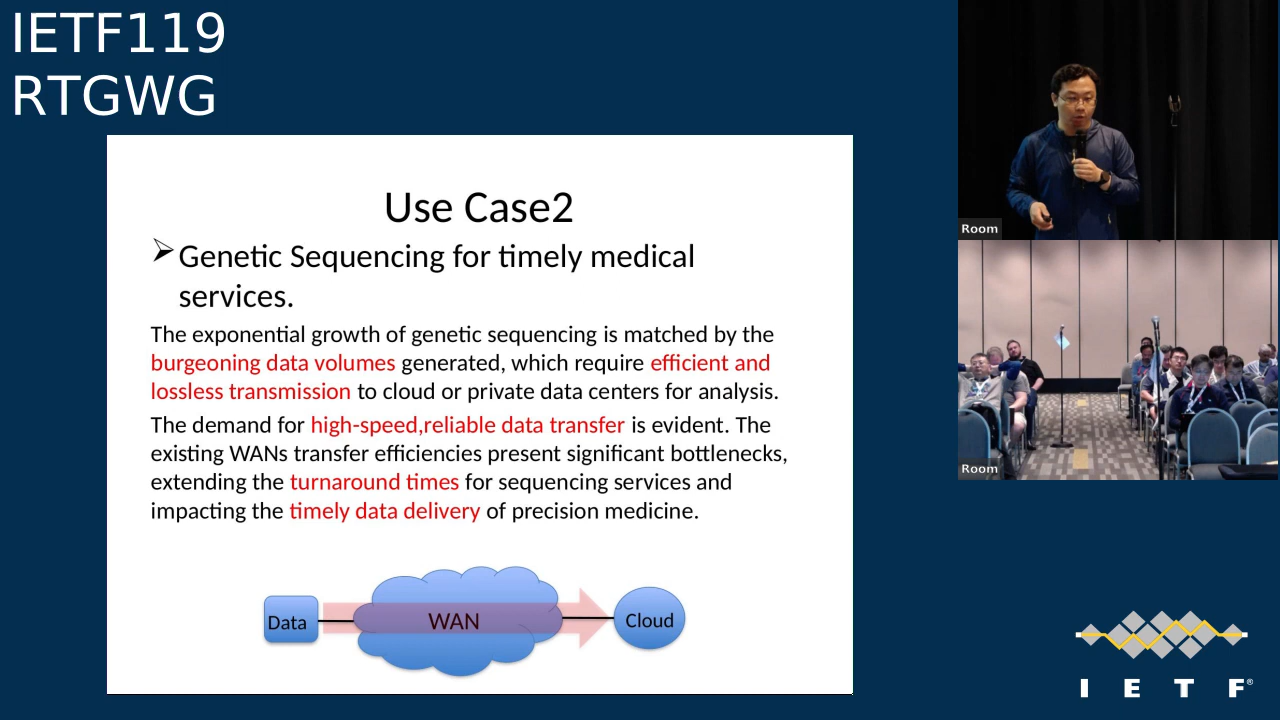 IETF119
RTGWG
Use Case2
➢Genetic Sequencing for timely medical
services.
The exponential growth of genetic sequencing is matched by the
burgeoning data volumes generated, which require efficient and
lossless transmission to cloud or private data centers for analysis.
The demand for high-speed,reliable data transfer is evident. The
existing WANs transfer efficiencies present significant bottlenecks,
extending the turnaround times for sequencing services and
impacting the timely data delivery of precision medicine.
Data
WAN
Cloud
Room
Room
I E T F®